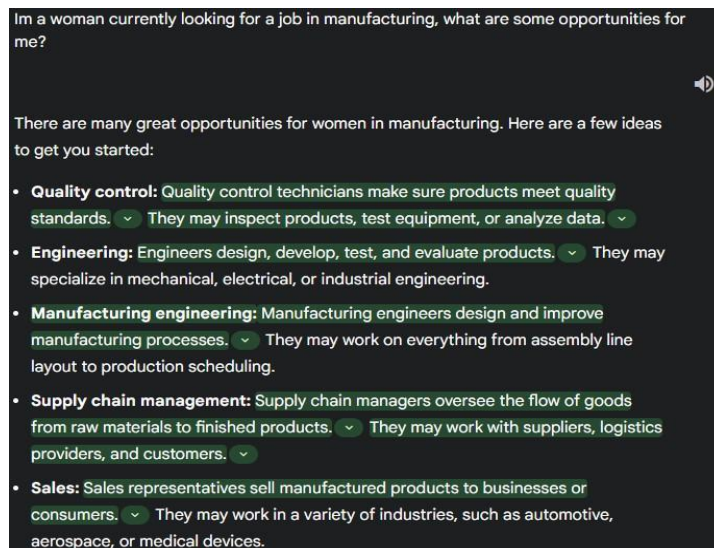 Im a woman currently looking for a job in manufacturing, what are some opportunities for
me?
There are many great opportunities for women in manufacturing. Here are a few ideas
to get you started:
• Quality control: Quality control technicians make sure products meet quality
standards. They may inspect products, test equipment, or analyze data.
• Engineering: Engineers design, develop, test, and evaluate products. They may
specialize in mechanical, electrical, or industrial engineering.
• Manufacturing engineering: Manufacturing engineers design and improve
manufacturing processes. They may work on everything from assembly line
layout to production scheduling.
• Supply chain management: Supply chain managers oversee the flow of goods
from raw materials to finished products. They may work with suppliers, logistics
providers, and customers.
• Sales: Sales representatives sell manufactured products to businesses or
consumers. They may work in a variety of industries, such as automotive,
aerospace, or medical devices.